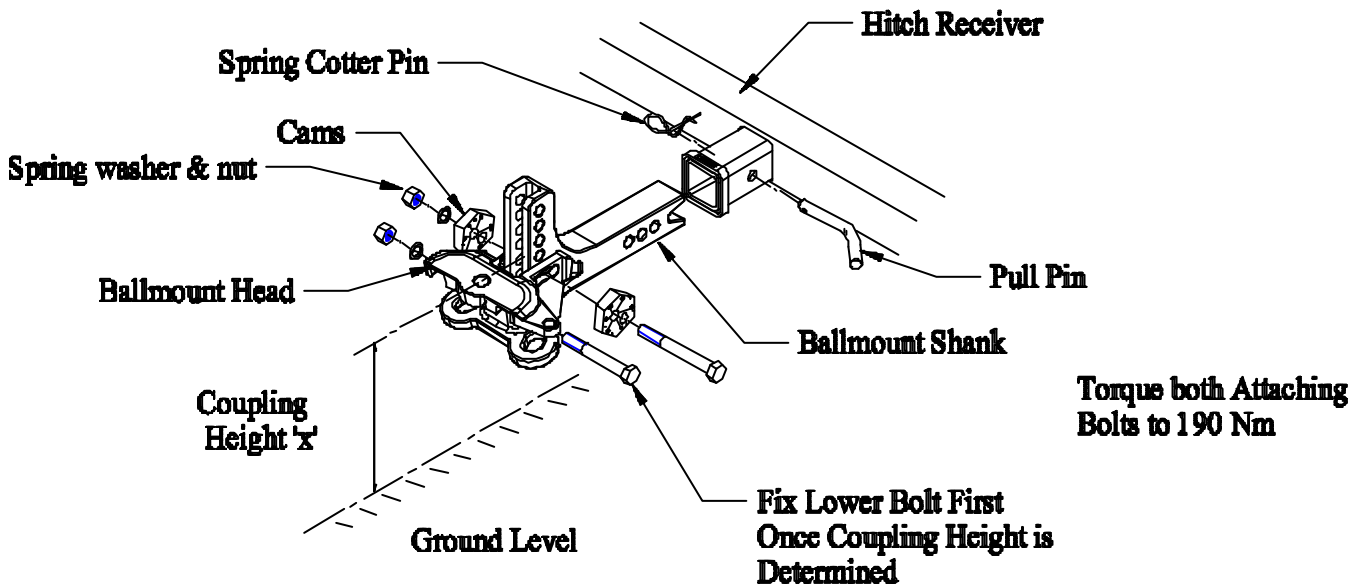 Hitch Receiver
Spring Cotter Pin
Cams
Spring washer & nut
Pull Pin
Ballmount Head
Ballmount Shank
Torque both Attaching
Bolts to 190 Nm
Coupling
Height 'x'
Fix Lower Bolt First
Once Coupling Height is
Determined
Ground Level